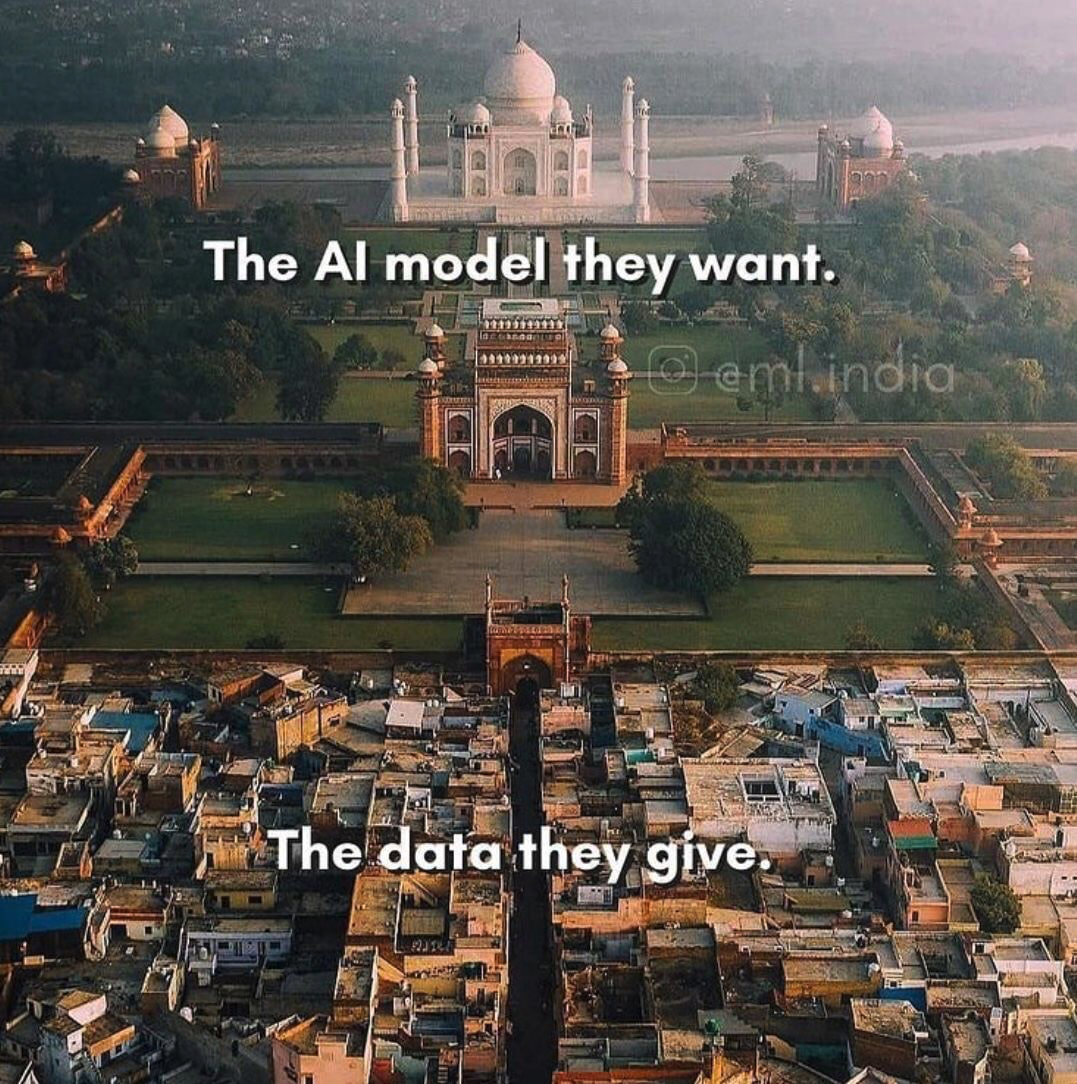 The AI model they want.
@ml.india
The data they give.